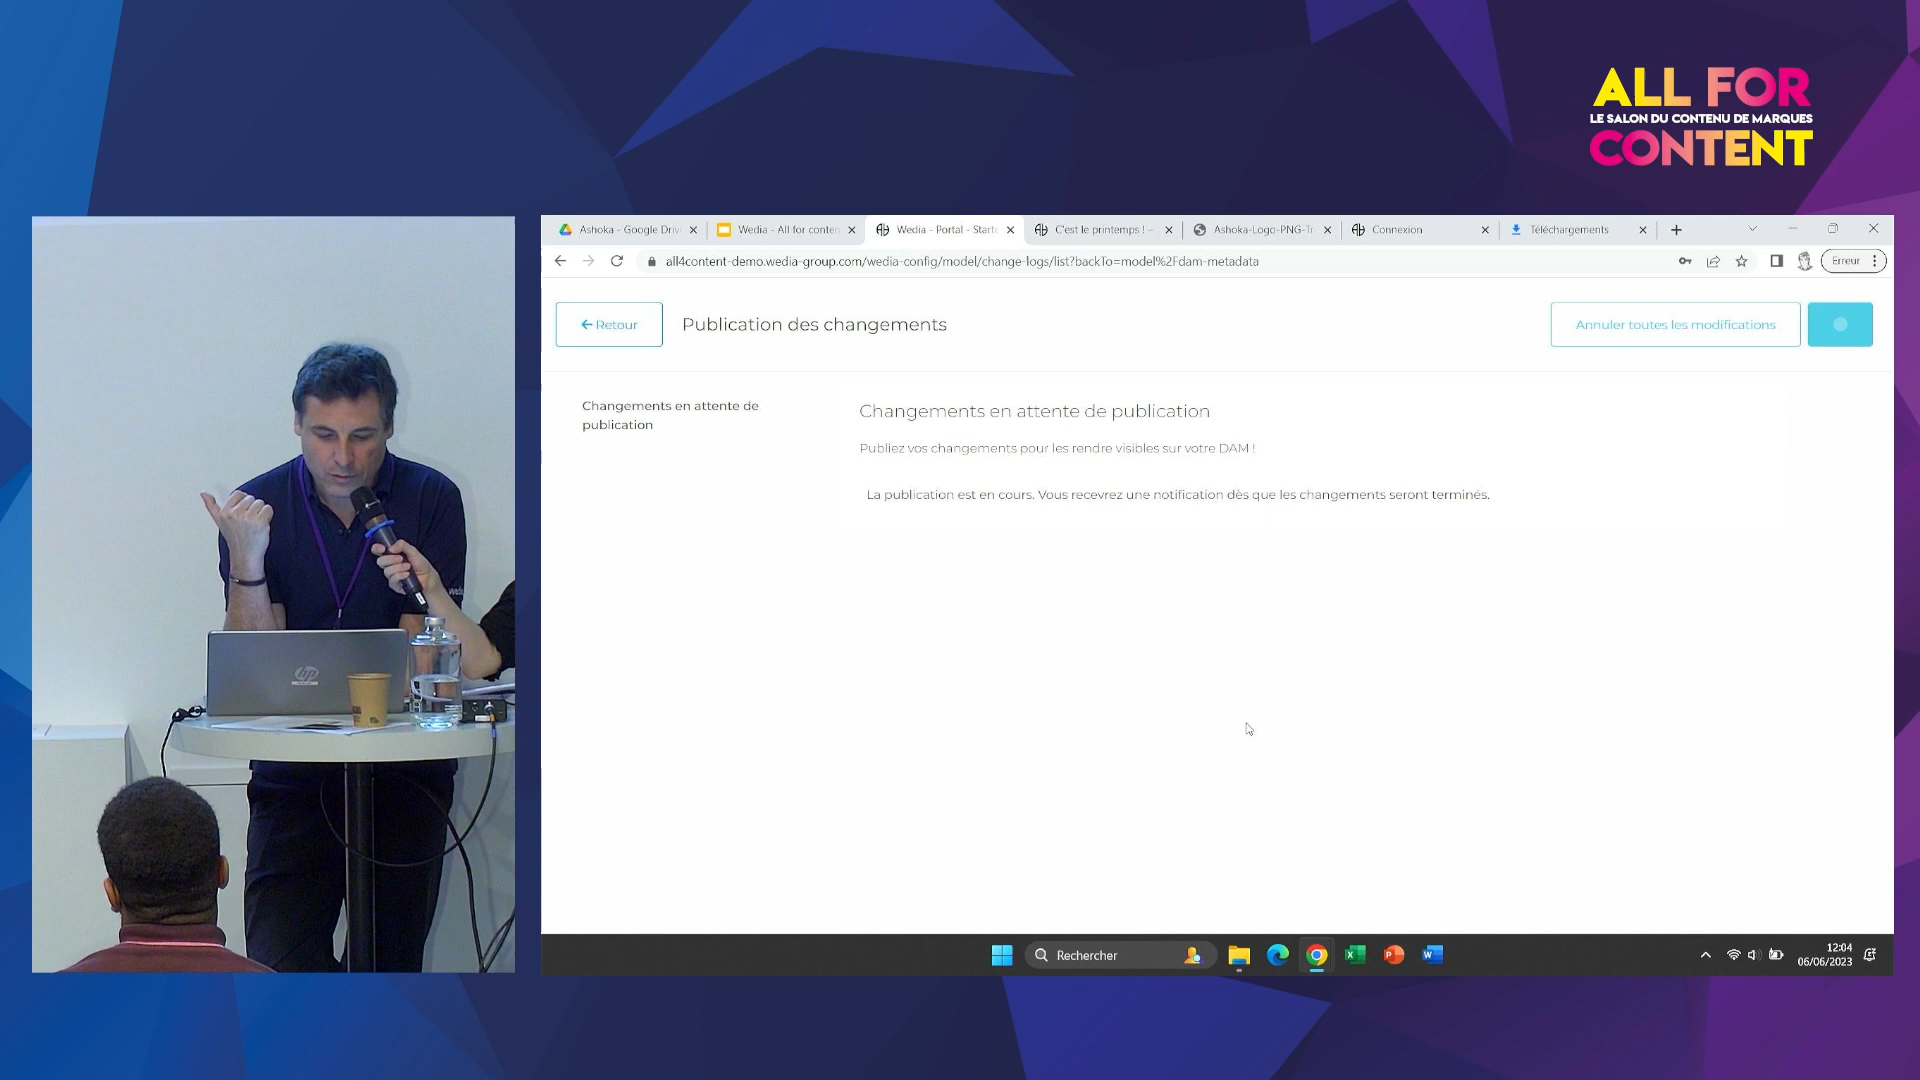 ALL FOR
LE SALON DU CONTENU DE MARQUES
CONTENT
Ashoka - Google Driv
Wedia - All for conten
Wedia - Portal - Starte
C'est le printemps ! –
Ashoka-Logo-PNG-Tr
Connexion
Téléchargements
all4content-demo.wedia-group.com/wedia-config/model/change-logs/list?backTo=model%2Fdam-metadata
Erreur
Retour
Publication des changements
Annuler toutes les modifications
Changements en attente de
publication
Changements en attente de publication
Publiez vos changements pour les rendre visibles sur votre DAM !
La publication est en cours. Vous recevrez une notification dès que les changements seront terminés.
hp
Rechercher
12:04
06/06/2023